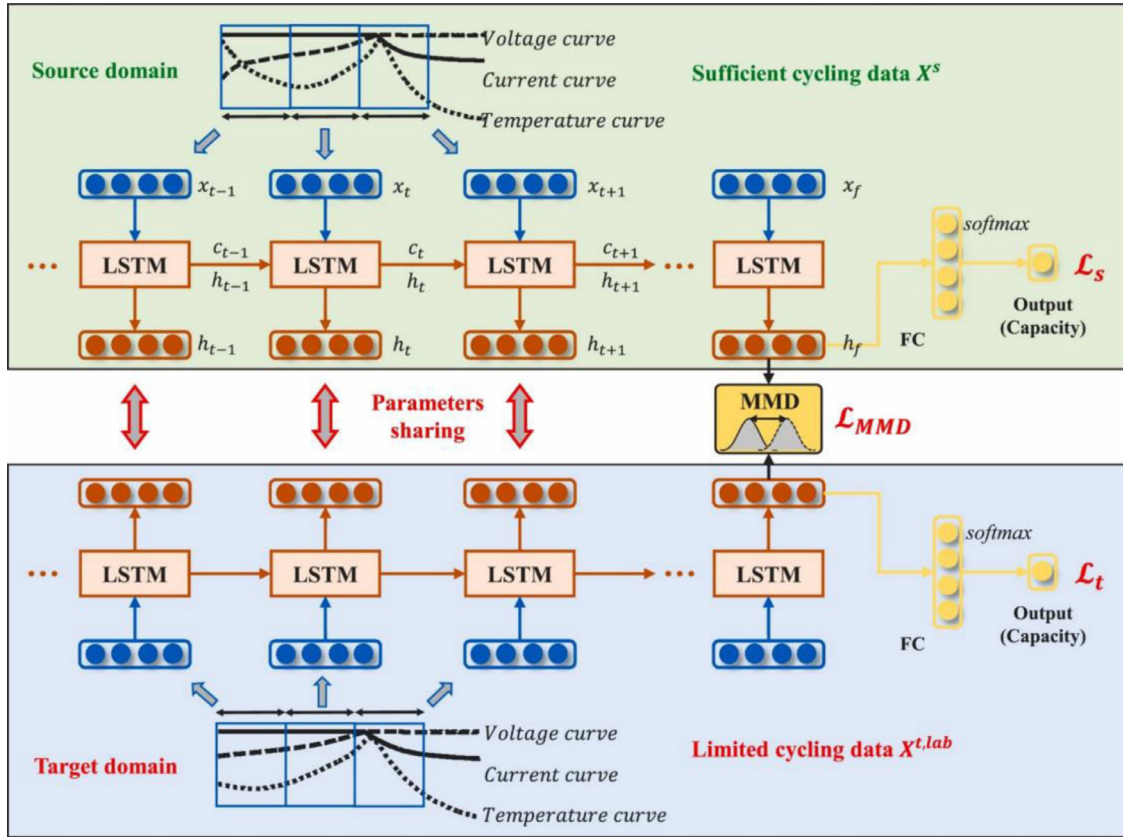 Voltage curve
Source domain
Current curve
Sufficient cycling data Xˢ
Temperature curve
x_{t−1}
x_t
x_{t+1}
x_f
softmax
c_{t−1}
c_t
c_{t+1}
... LSTM
LSTM
LSTM
... LSTM
ℒ_s
h_{t−1}
h_t
h_{t+1}
Output
(Capacity)
FC
h_{t−1}
h_t
h_{t+1}
h_f
Parameters
sharing
MMD
ℒ_{MMD}
softmax
... LSTM
LSTM
LSTM
... LSTM
ℒ_t
Output
(Capacity)
FC
Voltage curve
Target domain
Current curve
Limited cycling data X^{t,lab}
Temperature curve